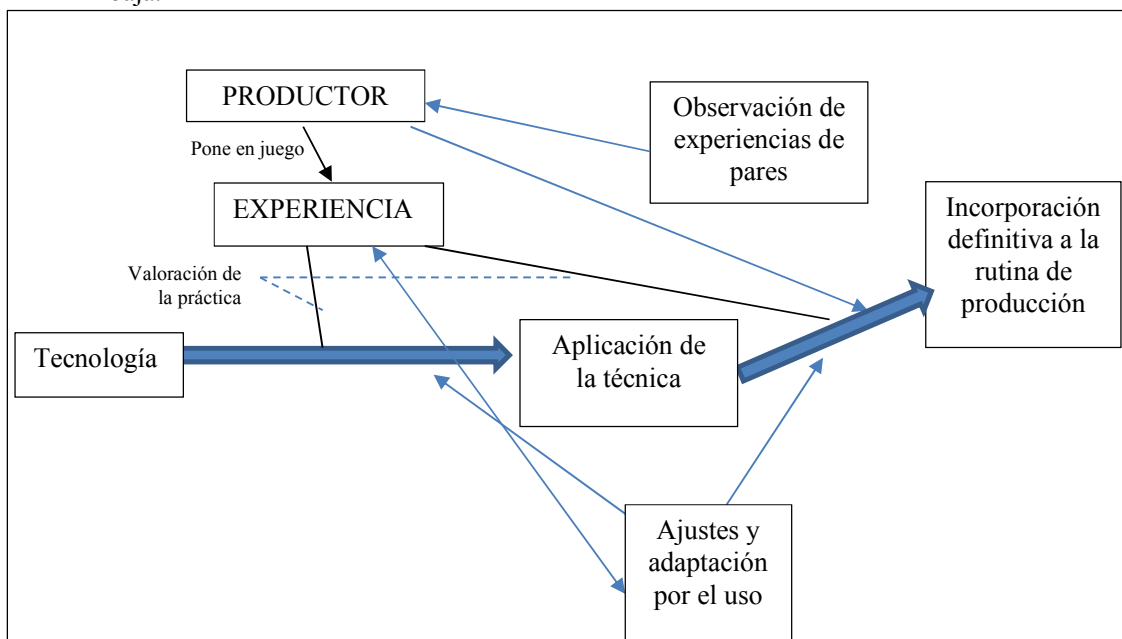 PRODUCTOR
Observación de
experiencias de
pares
Pone en juego
EXPERIENCIA
Incorporación
definitiva a la
rutina de
producción
Valoración de
la práctica
Tecnología
Aplicación de
la técnica
Ajustes y
adaptación
por el uso